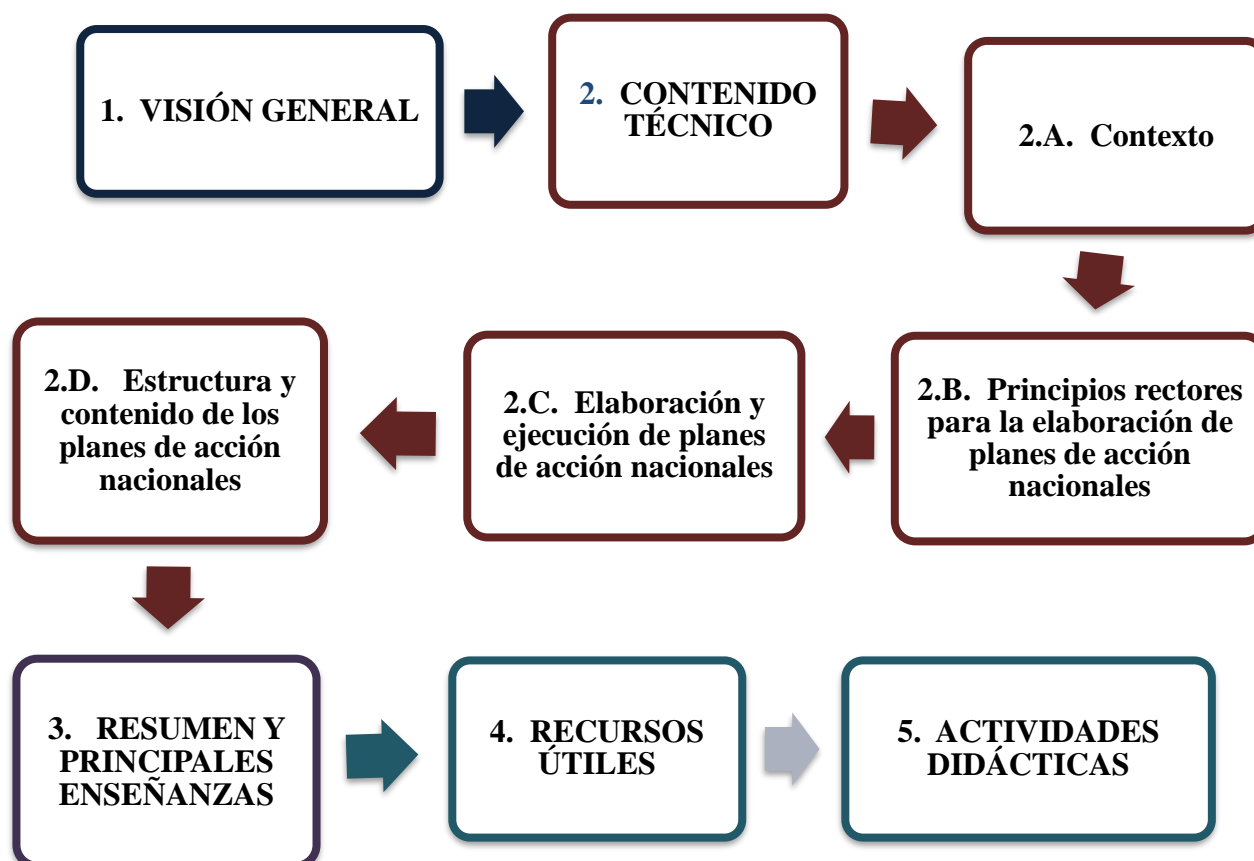 1. VISIÓN GENERAL
2. CONTENIDO
TÉCNICO
2.A. Contexto
2.B. Principios rectores
para la elaboración de
planes de acción
nacionales
2.C. Elaboración y
ejecución de planes
de acción nacionales
2.D. Estructura y
contenido de los
planes de acción
nacionales
3. RESUMEN Y
PRINCIPALES
ENSEÑANZAS
4. RECURSOS
ÚTILES
5. ACTIVIDADES
DIDÁCTICAS